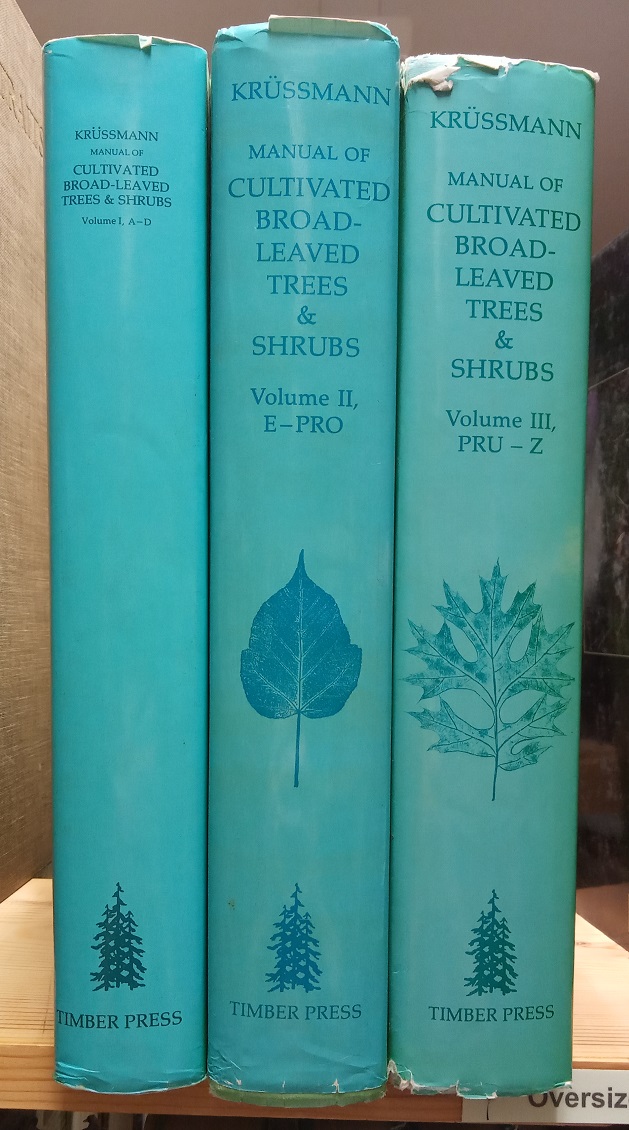 KRÜSSMANN
MANUAL OF
CULTIVATED
BROAD-LEAVED
TREES & SHRUBS
Volume I, A–D
TIMBER PRESS
KRÜSSMANN
MANUAL OF
CULTIVATED
BROAD-
LEAVED
TREES
&
SHRUBS
Volume II,
E–PRO
TIMBER PRESS
KRÜSSMANN
MANUAL OF
CULTIVATED
BROAD-
LEAVED
TREES
&
SHRUBS
Volume III,
PRU – Z
TIMBER PRESS
Oversiz